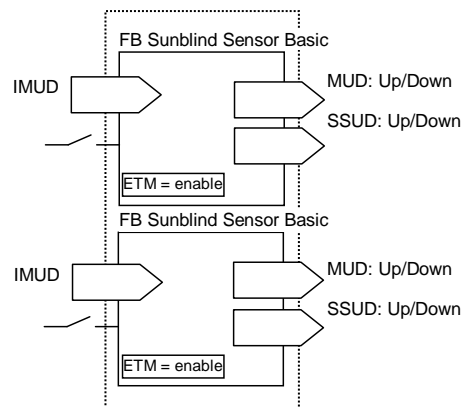 FB Sunblind Sensor Basic
IMUD
MUD: Up/Down
SSUD: Up/Down
ETM = enable
FB Sunblind Sensor Basic
IMUD
MUD: Up/Down
SSUD: Up/Down
ETM = enable